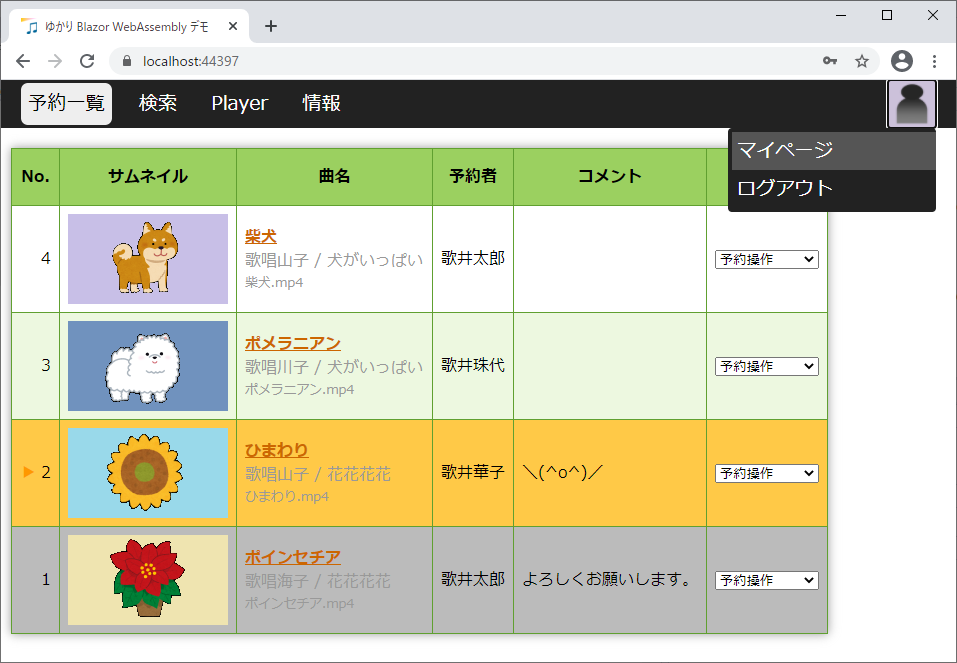 ゆかり Blazor WebAssembly デモ
localhost:44397
予約一覧 検索 Player 情報
マイページ
ログアウト
No. サムネイル 曲名 予約者 コメント
4 柴犬 歌井太郎 予約操作
歌唱山子 / 犬がいっぱい
柴犬.mp4
3 ポメラニアン 歌井珠代 予約操作
歌唱川子 / 犬がいっぱい
ポメラニアン.mp4
▶ 2 ひまわり 歌井華子 ＼(^o^)／ 予約操作
歌唱山子 / 花花花花
ひまわり.mp4
1 ポインセチア 歌井太郎 よろしくお願いします。 予約操作
歌唱海子 / 花花花花
ポインセチア.mp4